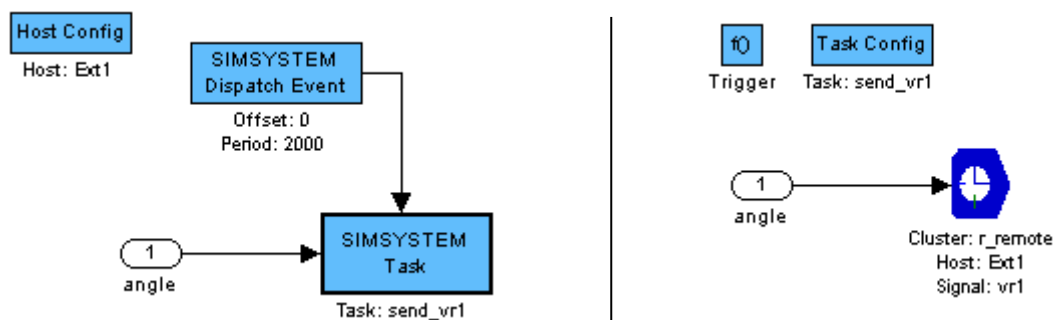 Host Config
Host: Ext1
SIMSYSTEM
Dispatch Event
Offset: 0
Period: 2000
1
angle
SIMSYSTEM
Task
Task: send_vr1
f()
Trigger
Task Config
Task: send_vr1
1
angle
Cluster: r_remote
Host: Ext1
Signal: vr1